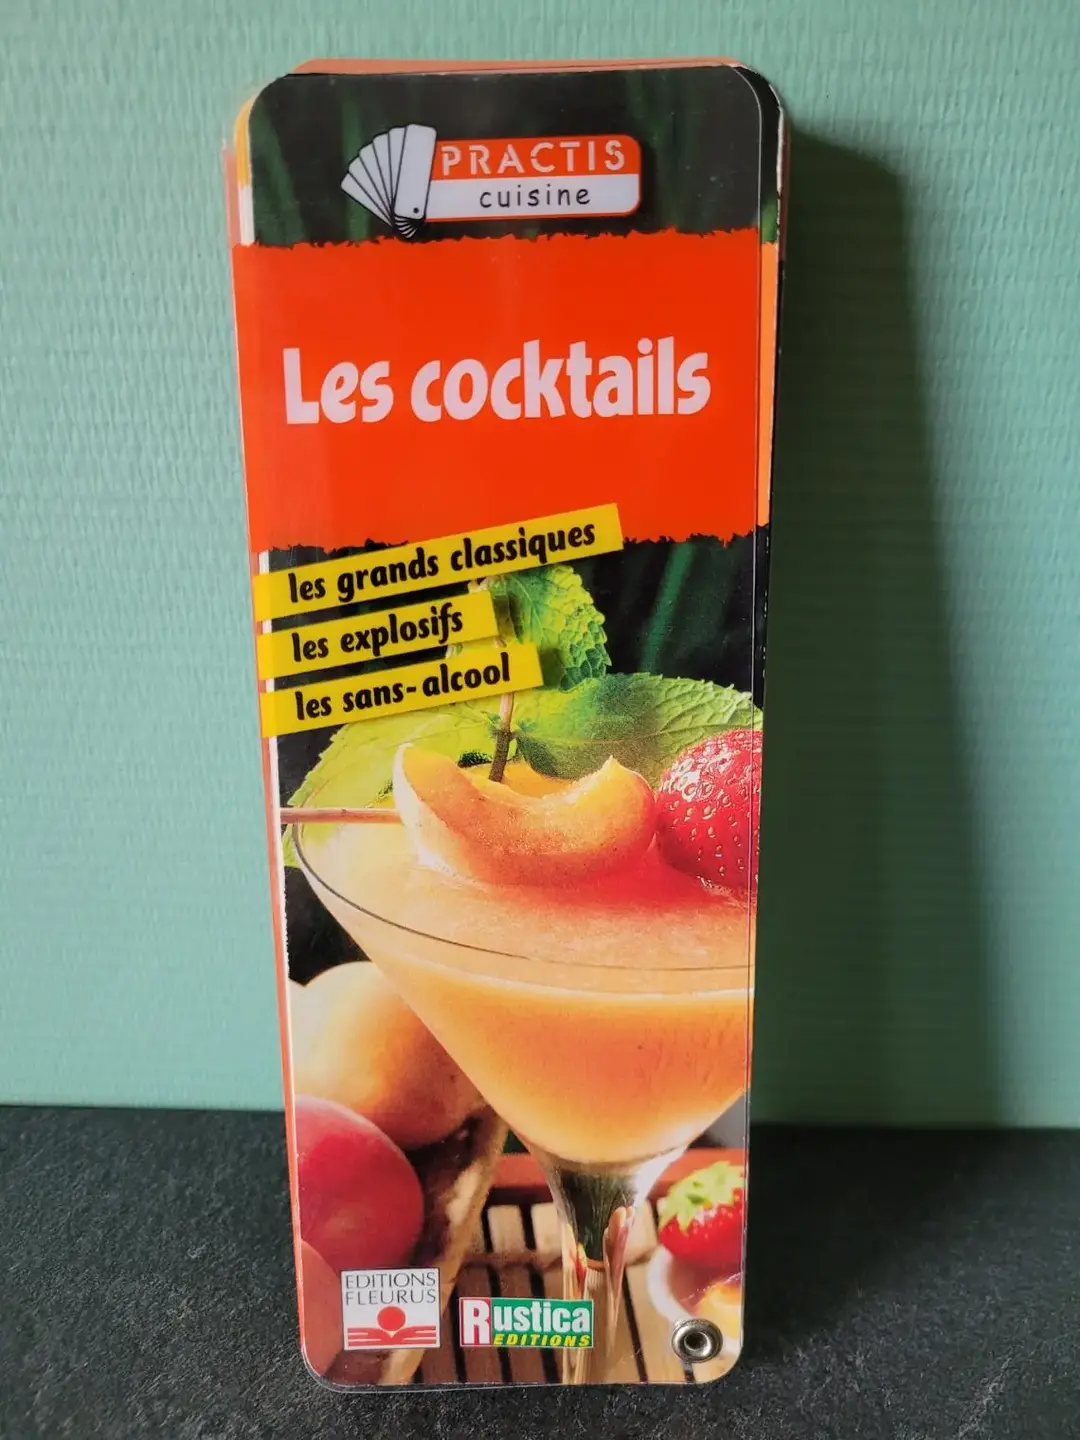 PRACTIS
cuisine
Les cocktails
les grands classiques
les explosifs
les sans-alcool
EDITIONS
FLEURUS
Rustica
EDITIONS